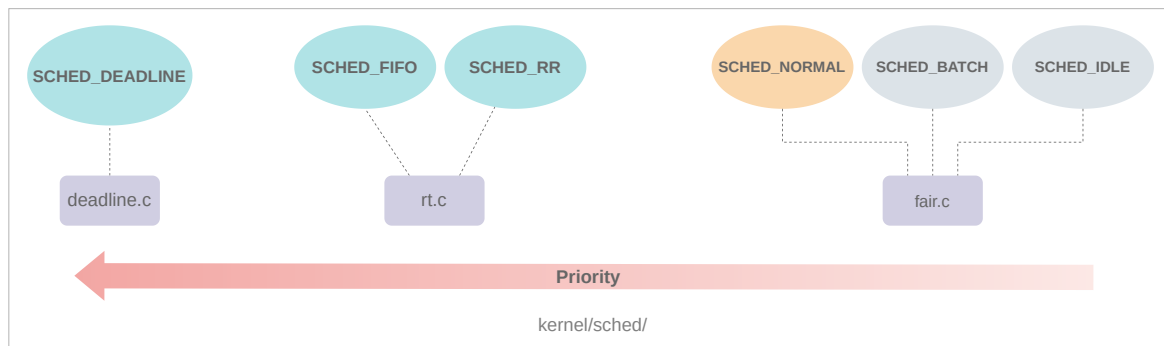 SCHED_DEADLINE
SCHED_FIFO
SCHED_RR
SCHED_NORMAL
SCHED_BATCH
SCHED_IDLE
deadline.c
rt.c
fair.c
Priority
kernel/sched/